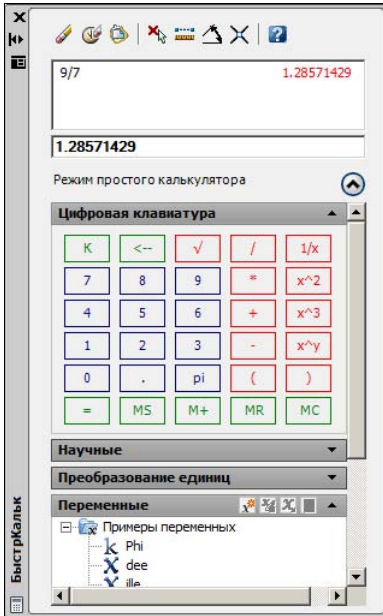 9/7 1.28571429
1.28571429
Режим простого калькулятора
Цифровая клавиатура
K <-- √ / 1/x
7 8 9 * x^2
4 5 6 + x^3
1 2 3 - x^y
0 . pi ( )
= MS M+ MR MC
Научные
Преобразование единиц
Переменные
Примеры переменных
Phi
dee
ille
БыстрКальк